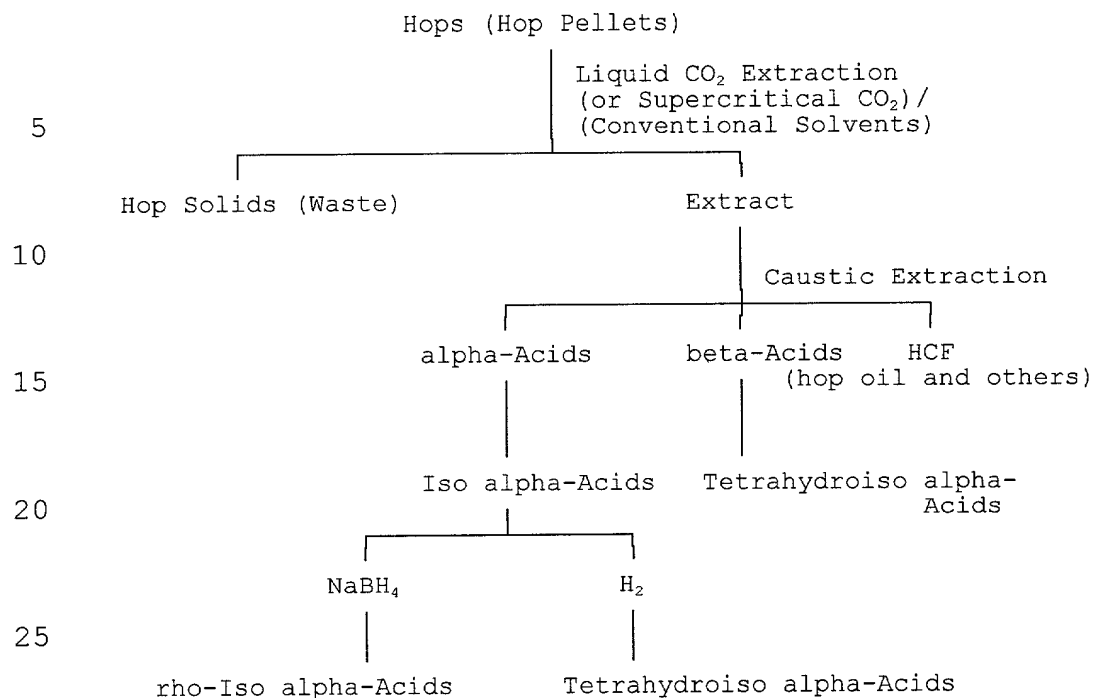 Hops (Hop Pellets)
Liquid CO₂ Extraction
(or Supercritical CO₂)/
5 (Conventional Solvents)
Hop Solids (Waste) Extract
10
Caustic Extraction
alpha-Acids beta-Acids HCF
15 (hop oil and others)
Iso alpha-Acids Tetrahydroiso alpha-
20 Acids
NaBH₄ H₂
25
rho-Iso alpha-Acids Tetrahydroiso alpha-Acids